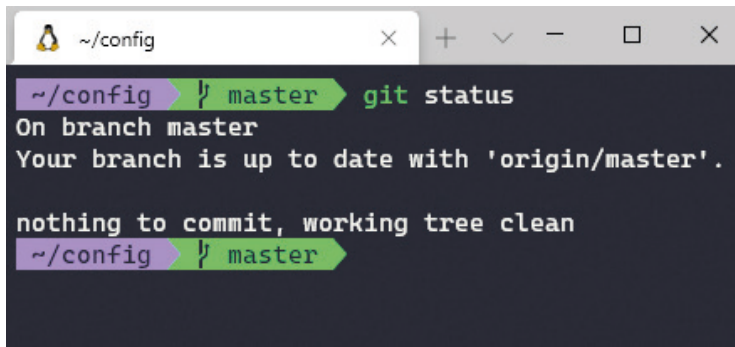 ~/config
~/config master git status
On branch master
Your branch is up to date with 'origin/master'.
nothing to commit, working tree clean
~/config master